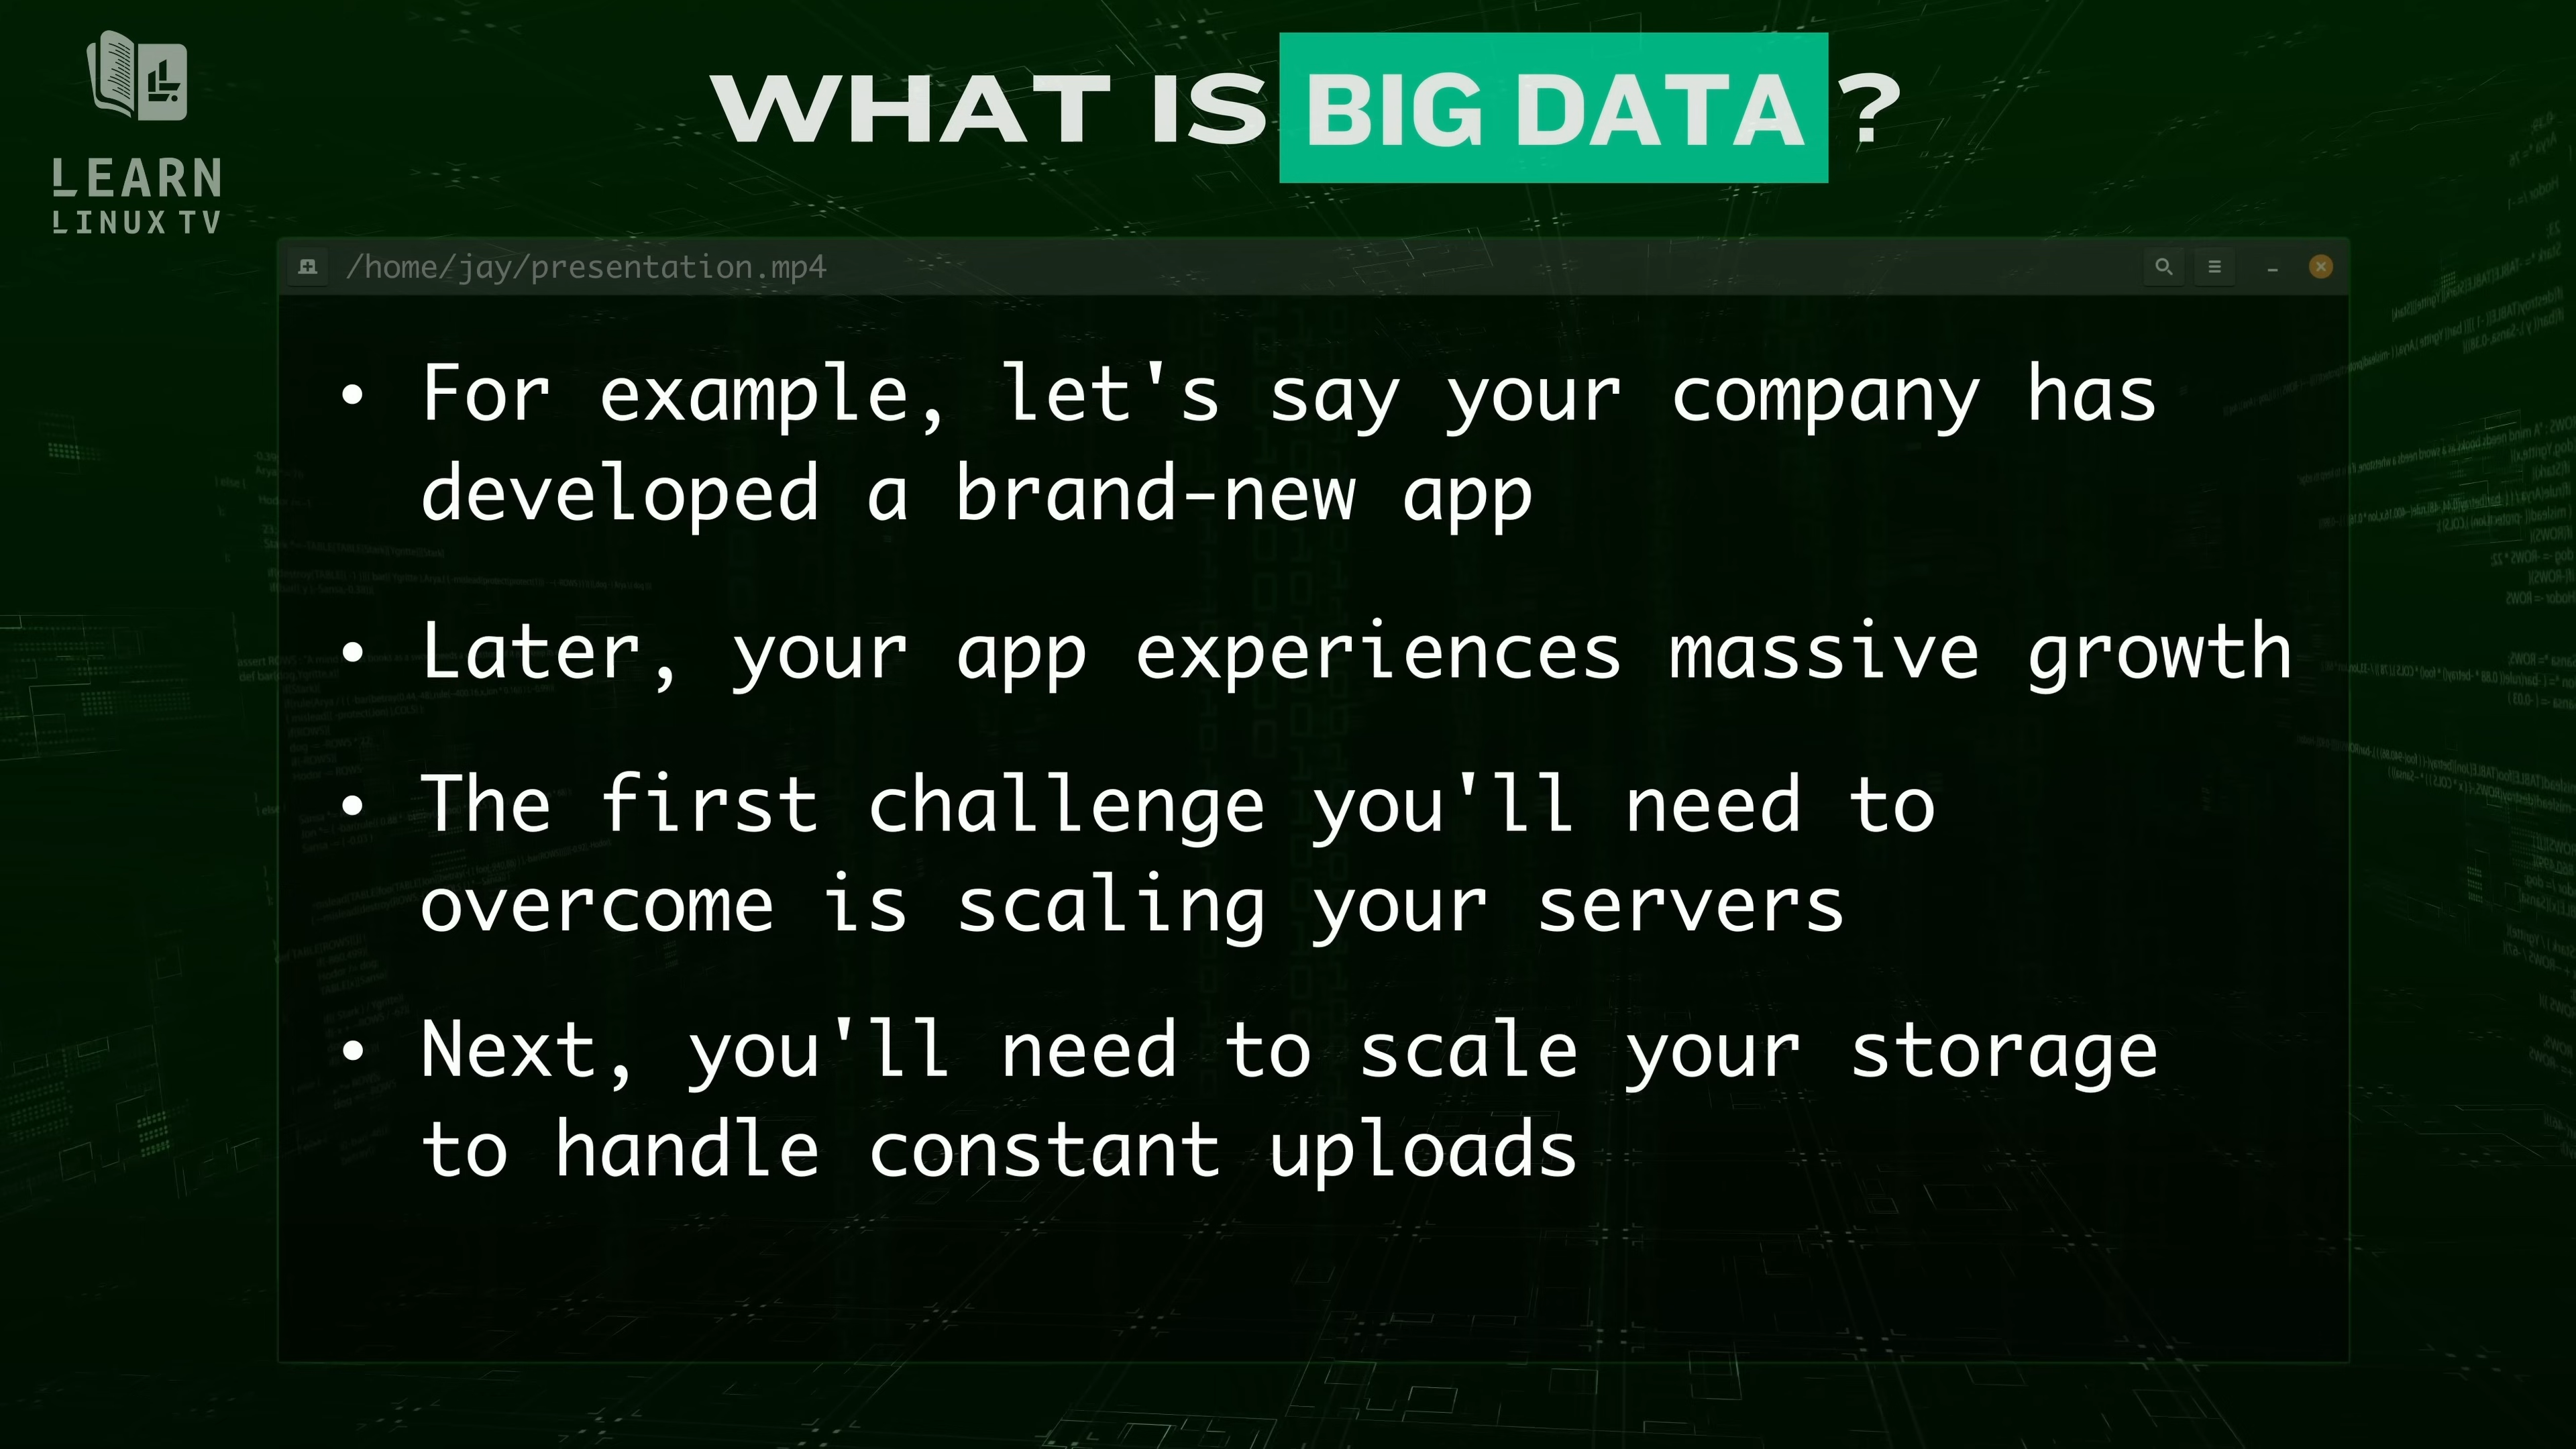 LEARN
LINUX TV
WHAT IS BIG DATA ?
/home/jay/presentation.mp4
• For example, let's say your company has
developed a brand-new app
• Later, your app experiences massive growth
• The first challenge you'll need to
overcome is scaling your servers
• Next, you'll need to scale your storage
to handle constant uploads